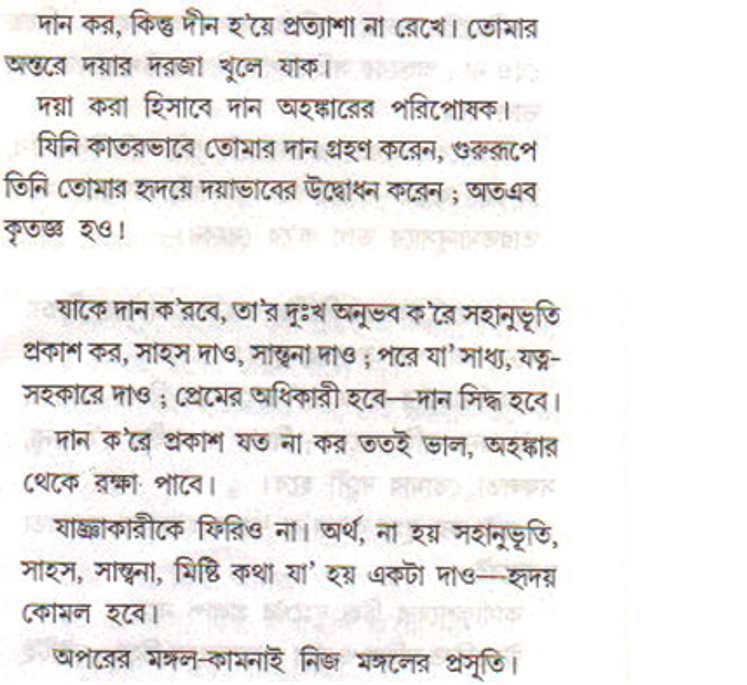 দান কর, কিন্তু দীন হ'য়ে প্রত্যাশা না রেখে। তোমার
অন্তরে দয়ার দরজা খুলে যাক।
দয়া করা হিসাবে দান অহঙ্কারের পরিপোষক।
যিনি কাতরভাবে তোমার দান গ্রহণ করেন, গুরুরূপে
তিনি তোমার হৃদয়ে দয়াভাবের উদ্বোধন করেন ; অতএব
কৃতজ্ঞ হও!
যাকে দান ক'রবে, তা'র দুঃখ অনুভব ক'রে সহানুভূতি
প্রকাশ কর, সাহস দাও, সান্ত্বনা দাও ; পরে যা' সাধ্য, যত্ন-
সহকারে দাও ; প্রেমের অধিকারী হবে—দান সিদ্ধ হবে।
দান ক'রে প্রকাশ যত না কর ততই ভাল, অহঙ্কার
থেকে রক্ষা পাবে।
যাজ্ঞাকারীকে ফিরিও না। অর্থ, না হয় সহানুভূতি,
সাহস, সান্ত্বনা, মিষ্টি কথা যা' হয় একটা দাও—হৃদয়
কোমল হবে।
অপরের মঙ্গল-কামনাই নিজ মঙ্গলের প্রসূতি।